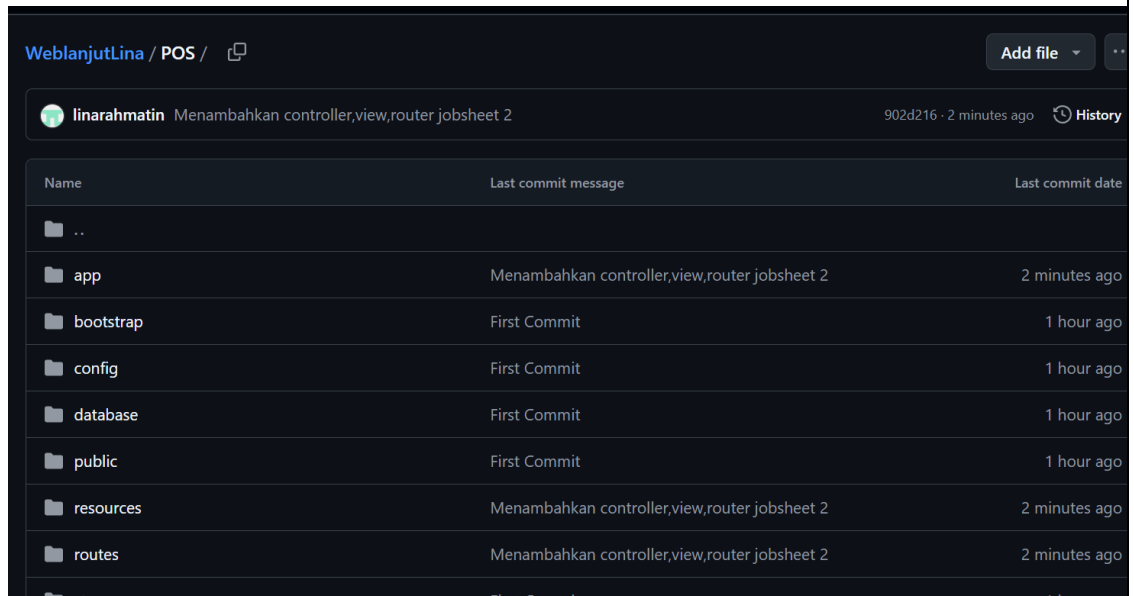 WeblanjutLina / POS /
Add file
linarahmatin Menambahkan controller,view,router jobsheet 2
902d216 · 2 minutes ago
History
Name Last commit message Last commit date
..
app Menambahkan controller,view,router jobsheet 2 2 minutes ago
bootstrap First Commit 1 hour ago
config First Commit 1 hour ago
database First Commit 1 hour ago
public First Commit 1 hour ago
resources Menambahkan controller,view,router jobsheet 2 2 minutes ago
routes Menambahkan controller,view,router jobsheet 2 2 minutes ago